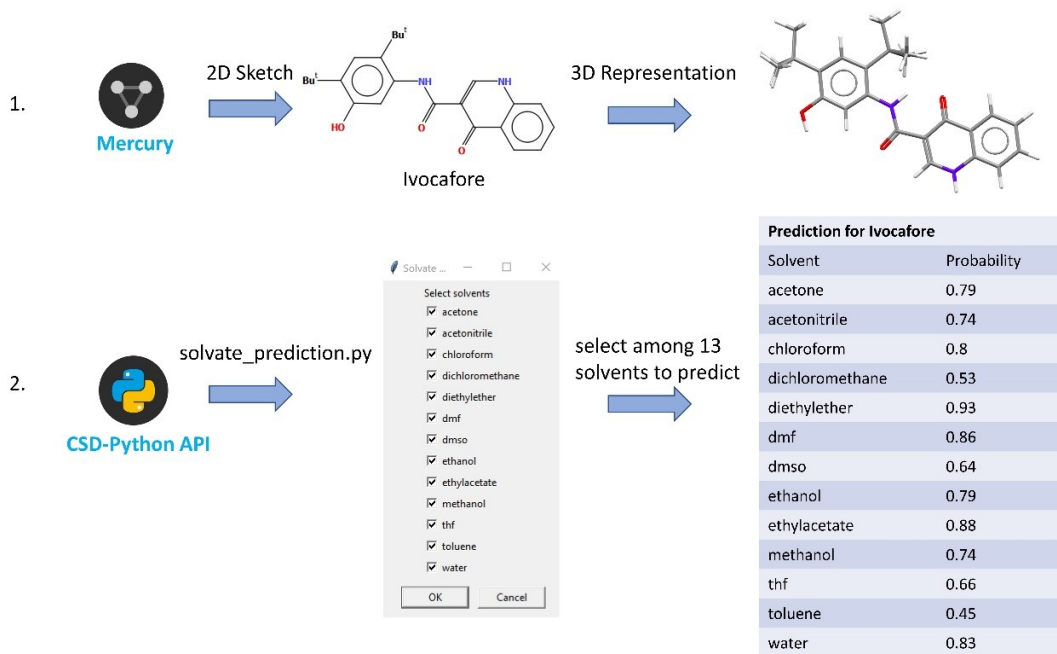 1.
Mercury
2D Sketch
Bu^t
Bu^t
NH
NH
HO
O
O
Ivocafore
3D Representation
2.
CSD-Python API
solvate_prediction.py
Solvate ...
Select solvents
acetone
acetonitrile
chloroform
dichloromethane
diethylether
dmf
dmso
ethanol
ethylacetate
methanol
thf
toluene
water
OK Cancel
select among 13
solvents to predict
Prediction for Ivocafore
Solvent Probability
acetone 0.79
acetonitrile 0.74
chloroform 0.8
dichloromethane 0.53
diethylether 0.93
dmf 0.86
dmso 0.64
ethanol 0.79
ethylacetate 0.88
methanol 0.74
thf 0.66
toluene 0.45
water 0.83